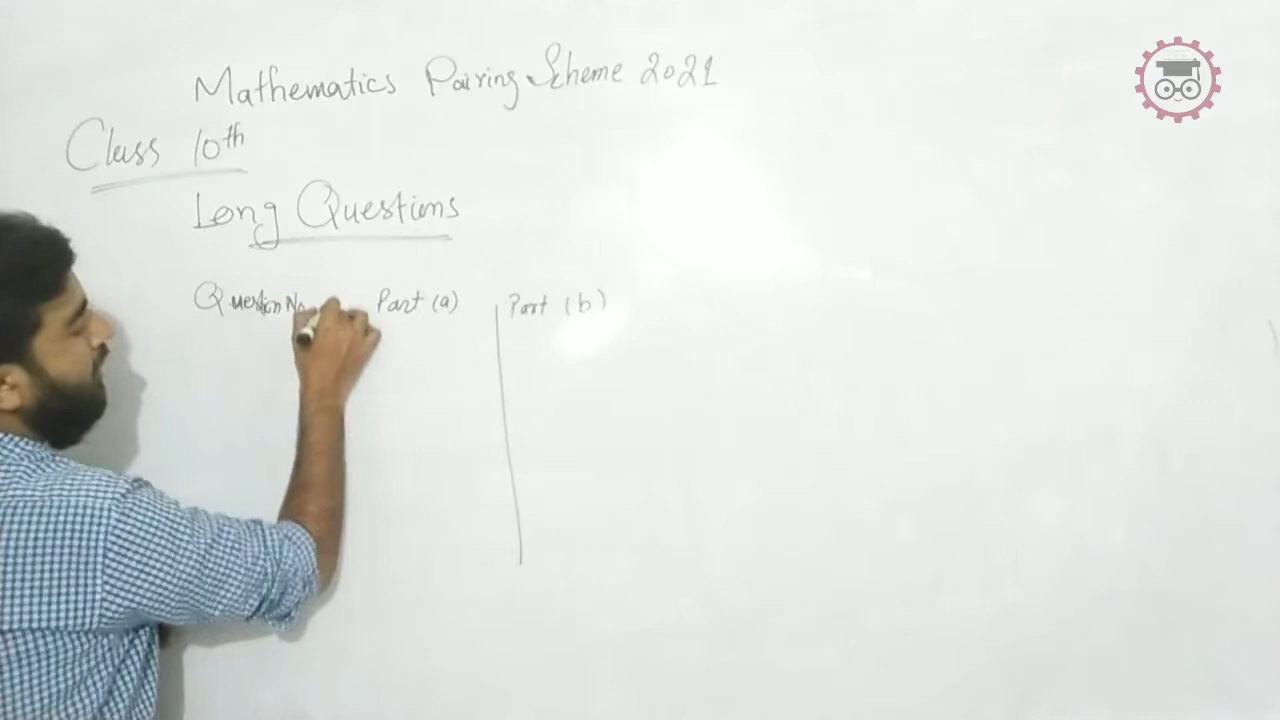 Mathematics Pairing Scheme 2021
Class 10th
Long Questions
Question No Part (a) Part (b)